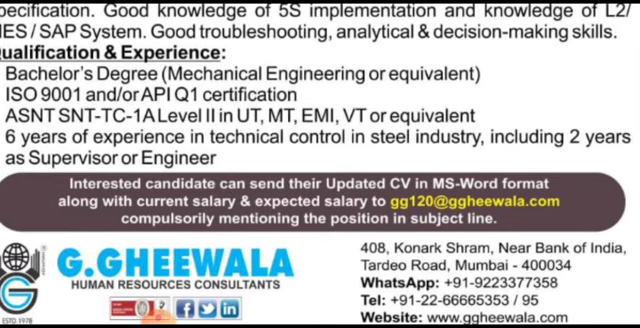 pecification. Good knowledge of 5S implementation and knowledge of L2/
MES / SAP System. Good troubleshooting, analytical & decision-making skills.
Qualification & Experience:
Bachelor's Degree (Mechanical Engineering or equivalent)
ISO 9001 and/or API Q1 certification
ASNT SNT-TC-1A Level II in UT, MT, EMI, VT or equivalent
6 years of experience in technical control in steel industry, including 2 years
as Supervisor or Engineer
Interested candidate can send their Updated CV in MS-Word format
along with current salary & expected salary to gg120@ggheewala.com
compulsorily mentioning the position in subject line.
G.GHEEWALA
HUMAN RESOURCES CONSULTANTS
ESTD.1978
408, Konark Shram, Near Bank of India,
Tardeo Road, Mumbai - 400034
WhatsApp: +91-9223377358
Tel: +91-22-66665353 / 95
Website: www.ggheewala.com